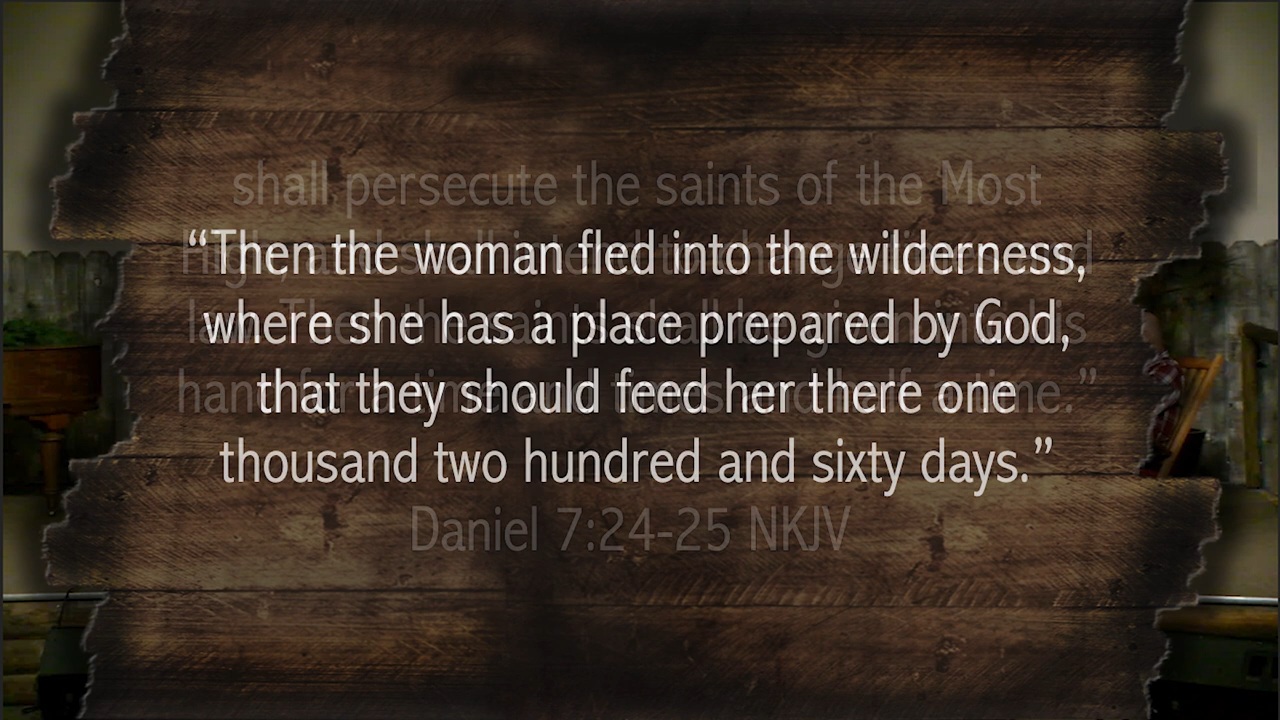 shall persecute the saints of the Most
“Then the woman fled into the wilderness,
where she has a place prepared by God,
that they should feed her there one
thousand two hundred and sixty days.”
Daniel 7:24-25 NKJV